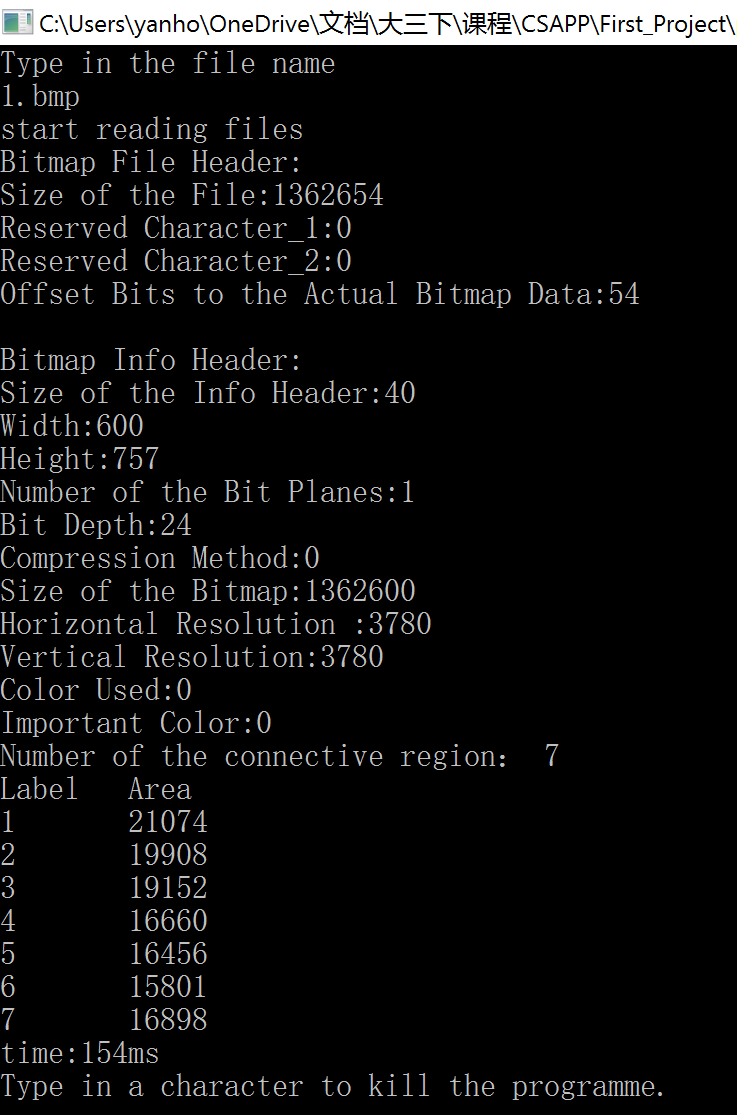 C:\Users\yanho\OneDrive\文档\大三下\课程\CSAPP\First_Project\
Type in the file name
1.bmp
start reading files
Bitmap File Header:
Size of the File:1362654
Reserved Character_1:0
Reserved Character_2:0
Offset Bits to the Actual Bitmap Data:54
Bitmap Info Header:
Size of the Info Header:40
Width:600
Height:757
Number of the Bit Planes:1
Bit Depth:24
Compression Method:0
Size of the Bitmap:1362600
Horizontal Resolution :3780
Vertical Resolution:3780
Color Used:0
Important Color:0
Number of the connective region： 7
Label Area
1 21074
2 19908
3 19152
4 16660
5 16456
6 15801
7 16898
time:154ms
Type in a character to kill the programme.